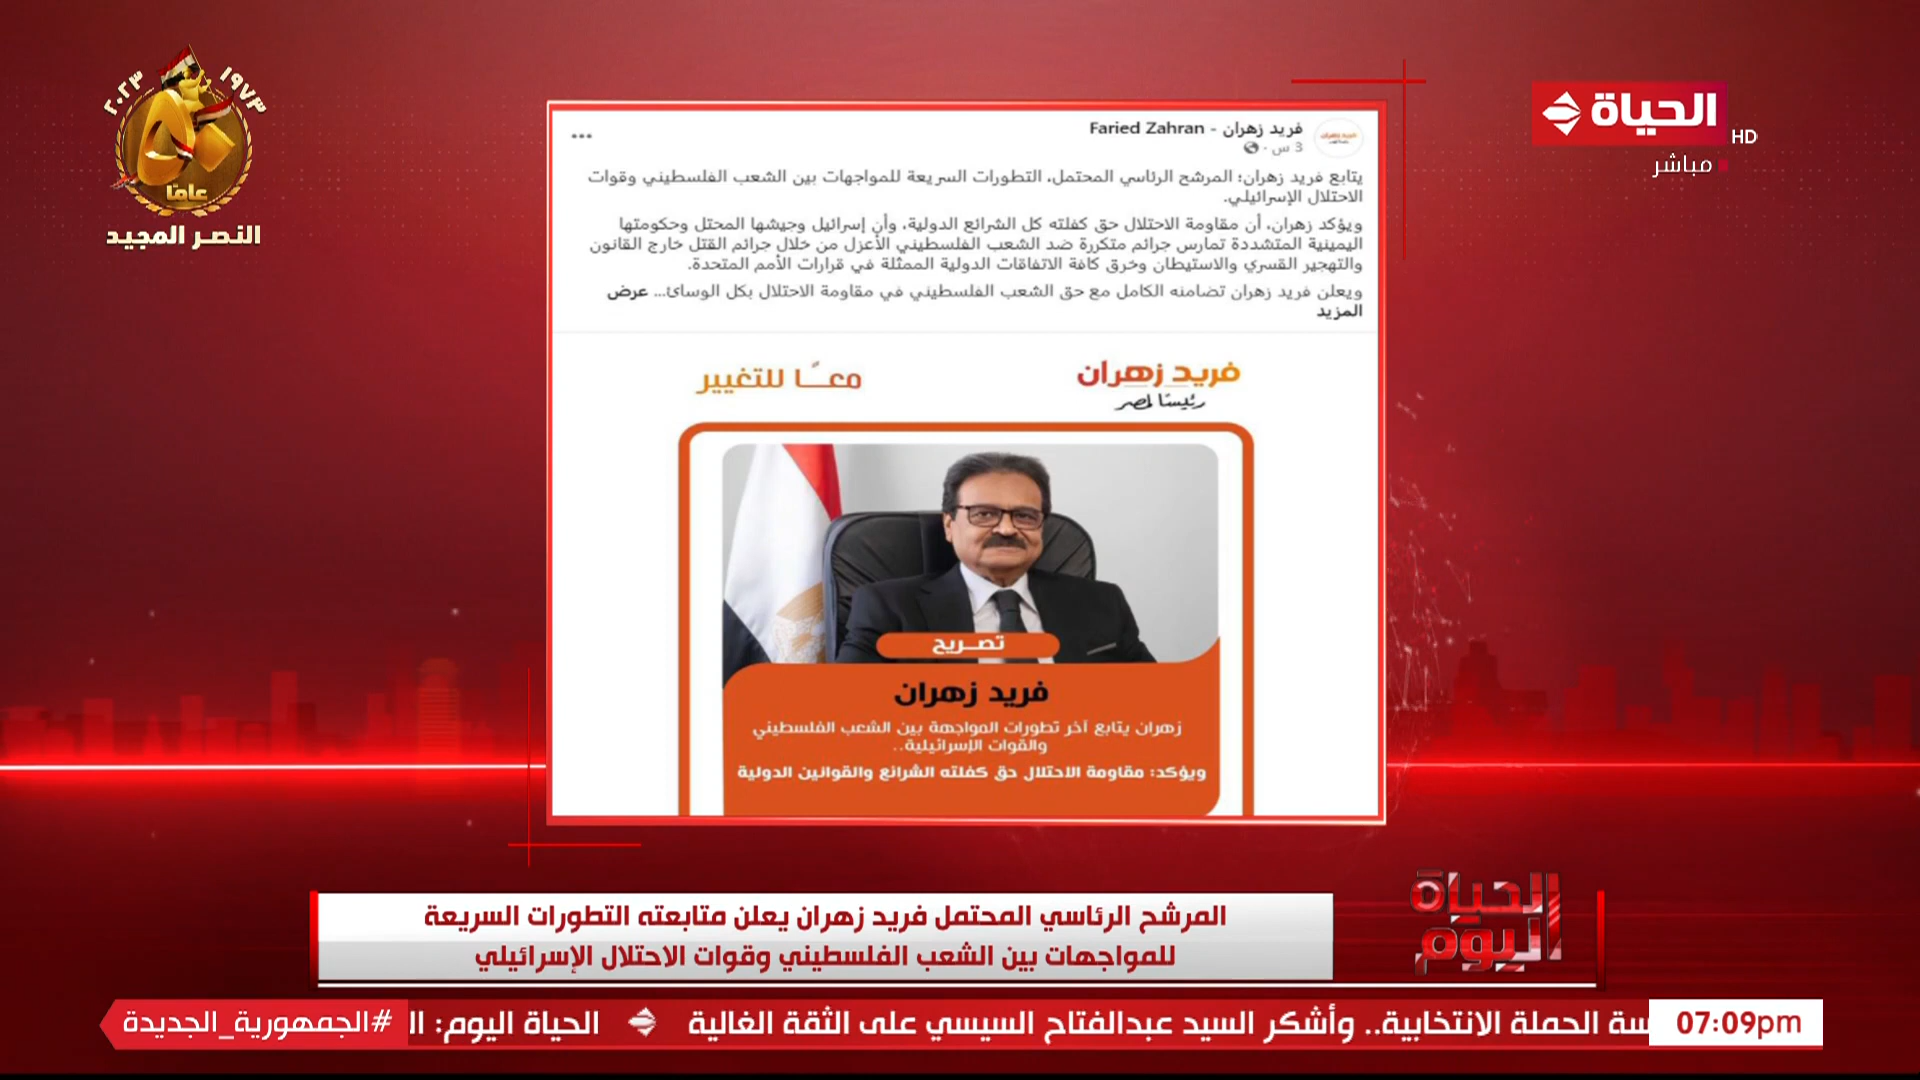 ١٩٧٣
٢٠٢٣
٥٠
عامًا
النصر المجيد
الحياة
HD
مباشر
فريد زهران - Faried Zahran
3 س
يتابع فريد زهران؛ المرشح الرئاسي المحتمل، التطورات السريعة للمواجهات بين الشعب الفلسطيني وقوات
الاحتلال الإسرائيلي.
ويؤكد زهران، أن مقاومة الاحتلال حق كفلته كل الشرائع الدولية، وأن إسرائيل وجيشها المحتل وحكومتها
اليمينية المتشددة تمارس جرائم متكررة ضد الشعب الفلسطيني الأعزل من خلال جرائم القتل خارج القانون
والتهجير القسري والاستيطان وخرق كافة الاتفاقات الدولية الممثلة في قرارات الأمم المتحدة.
ويعلن فريد زهران تضامنه الكامل مع حق الشعب الفلسطيني في مقاومة الاحتلال بكل الوسائ... عرض
المزيد
فريد زهران
رئيسًا لمصر
معًا للتغيير
تصريح
فريد زهران
زهران يتابع آخر تطورات المواجهة بين الشعب الفلسطيني
والقوات الإسرائيلية..
ويؤكد: مقاومة الاحتلال حق كفلته الشرائع والقوانين الدولية
الحياة
اليوم
المرشح الرئاسي المحتمل فريد زهران يعلن متابعته التطورات السريعة
للمواجهات بين الشعب الفلسطيني وقوات الاحتلال الإسرائيلي
07:09pm
سة الحملة الانتخابية.. وأشكر السيد عبدالفتاح السيسي على الثقة الغالية
الحياة اليوم: ال
#الجمهورية_الجديدة